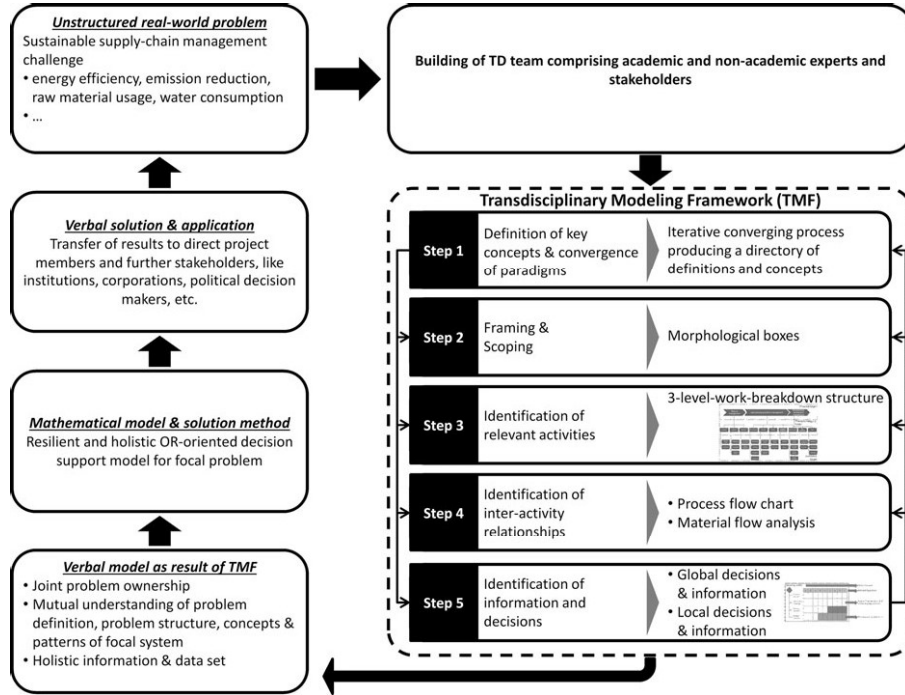 Unstructured real-world problem
Sustainable supply-chain management
challenge
• energy efficiency, emission reduction,
raw material usage, water consumption
• ...
Building of TD team comprising academic and non-academic experts and
stakeholders
Verbal solution & application
Transfer of results to direct project
members and further stakeholders, like
institutions, corporations, political decision
makers, etc.
Mathematical model & solution method
Resilient and holistic OR-oriented decision
support model for focal problem
Verbal model as result of TMF
• Joint problem ownership
• Mutual understanding of problem
definition, problem structure, concepts &
patterns of focal system
• Holistic information & data set
Transdisciplinary Modeling Framework (TMF)
Step 1
Definition of key
concepts & convergence
of paradigms
Iterative converging process
producing a directory of
definitions and concepts
Step 2
Framing &
Scoping
Morphological boxes
Step 3
Identification of
relevant activities
3-level-work-breakdown structure
Step 4
Identification of
inter-activity
relationships
• Process flow chart
• Material flow analysis
Step 5
Identification of
information and
decisions
• Global decisions
& information
• Local decisions
& information